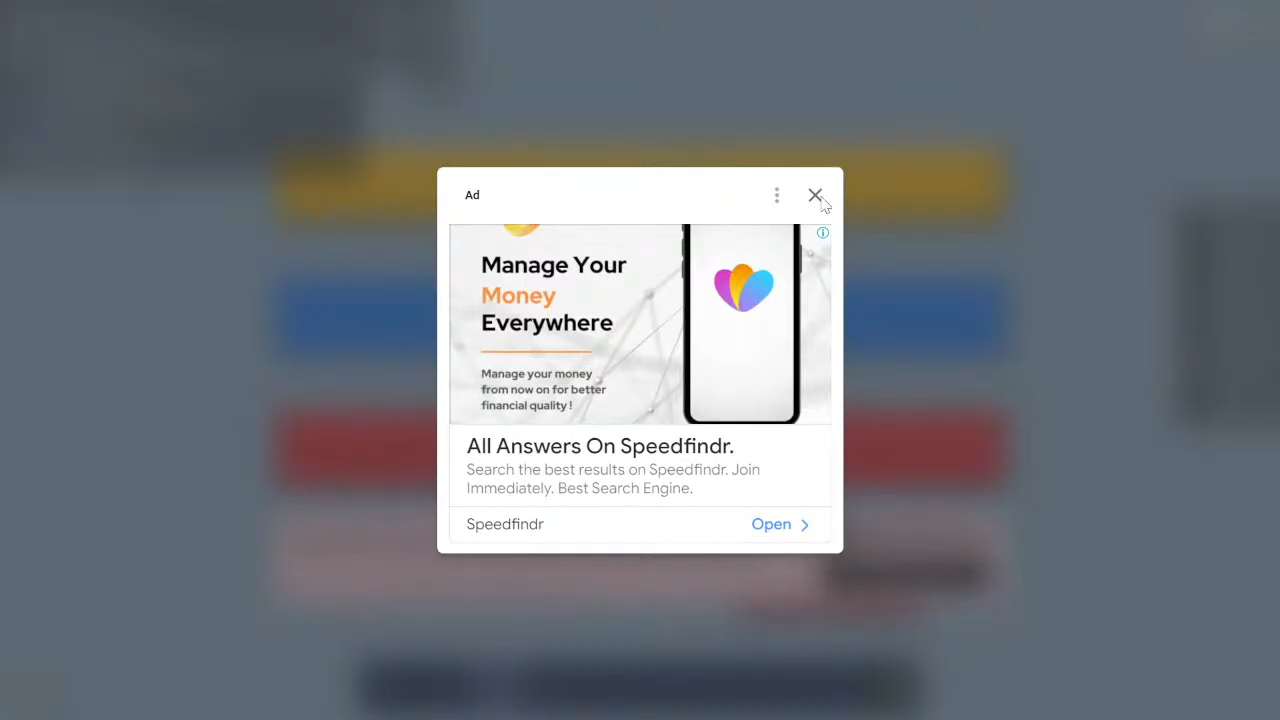 Ad
Manage Your
Money
Everywhere
Manage your money
from now on for better
financial quality !
All Answers On Speedfindr.
Search the best results on Speedfindr. Join
Immediately. Best Search Engine.
Speedfindr
Open